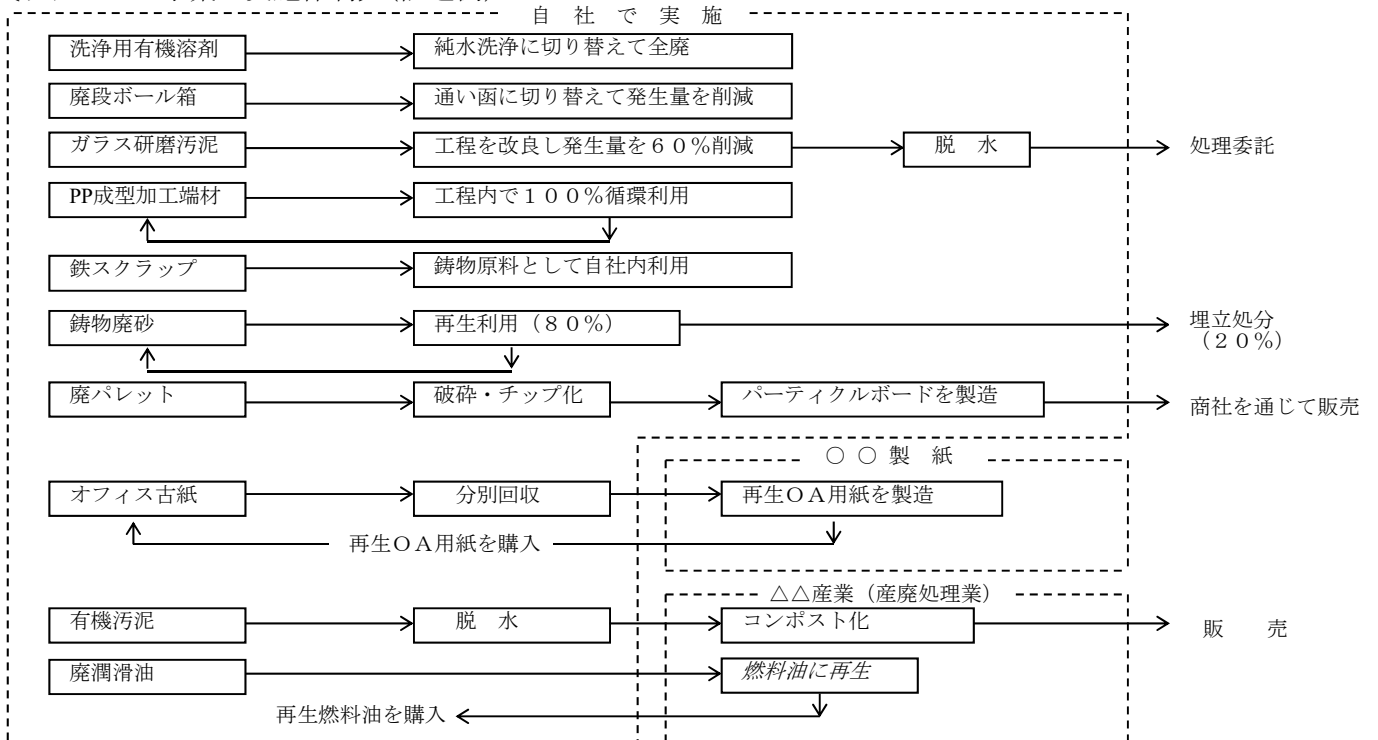 自 社 で 実 施
洗浄用有機溶剤
純水洗浄に切り替えて全廃
廃段ボール箱
通い函に切り替えて発生量を削減
ガラス研磨汚泥
工程を改良し発生量を６０％削減
脱 水
処理委託
PP成型加工端材
工程内で１００％循環利用
鉄スクラップ
鋳物原料として自社内利用
鋳物廃砂
再生利用（８０％）
埋立処分
（２０％）
廃パレット
破砕・チップ化
パーティクルボードを製造
商社を通じて販売
〇 〇 製 紙
オフィス古紙
分別回収
再生ＯＡ用紙を製造
再生ＯＡ用紙を購入
△△産業（産廃処理業）
有機汚泥
脱 水
コンポスト化
販 売
廃潤滑油
燃料油に再生
再生燃料油を購入